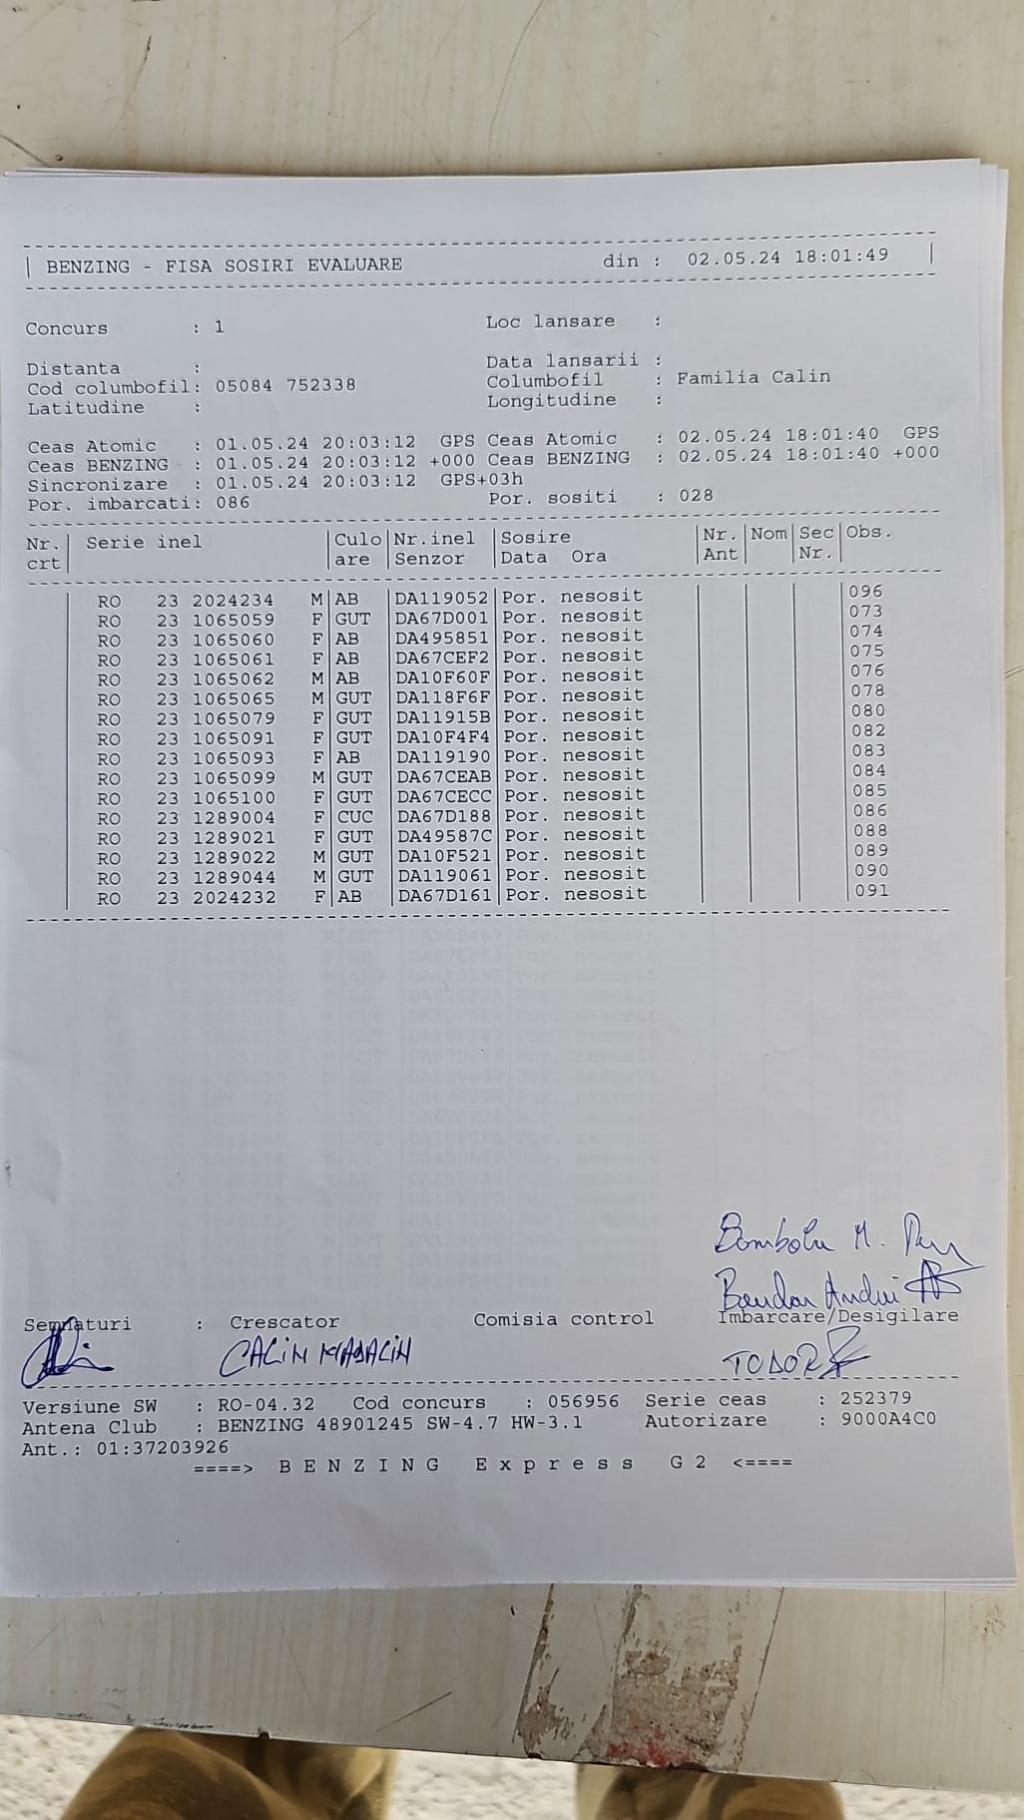 BENZING - FISA SOSIRI EVALUARE din : 02.05.24 18:01:49
Concurs : 1 Loc lansare :
Distanta : Data lansarii :
Cod columbofil: 05084 752338 Columbofil : Familia Calin
Latitudine : Longitudine :
Ceas Atomic : 01.05.24 20:03:12 GPS Ceas Atomic : 02.05.24 18:01:40 GPS
Ceas BENZING : 01.05.24 20:03:12 +000 Ceas BENZING : 02.05.24 18:01:40 +000
Sincronizare : 01.05.24 20:03:12 GPS+03h
Por. imbarcati: 086 Por. sositi : 028
Nr. Serie inel Culo Nr.inel Sosire Nr. Nom Sec Obs.
crt are Senzor Data Ora Ant Nr.
RO 23 2024234 M AB DA119052 Por. nesosit 096
RO 23 1065059 F GUT DA67D001 Por. nesosit 073
RO 23 1065060 F AB DA495851 Por. nesosit 074
RO 23 1065061 F AB DA67CEF2 Por. nesosit 075
RO 23 1065062 M AB DA10F60F Por. nesosit 076
RO 23 1065065 M GUT DA118F6F Por. nesosit 078
RO 23 1065079 F GUT DA11915B Por. nesosit 080
RO 23 1065091 F GUT DA10F4F4 Por. nesosit 082
RO 23 1065093 F AB DA119190 Por. nesosit 083
RO 23 1065099 M GUT DA67CEAB Por. nesosit 084
RO 23 1065100 F GUT DA67CECC Por. nesosit 085
RO 23 1289004 F CUC DA67D188 Por. nesosit 086
RO 23 1289021 F GUT DA49587C Por. nesosit 088
RO 23 1289022 M GUT DA10F521 Por. nesosit 089
RO 23 1289044 M GUT DA119061 Por. nesosit 090
RO 23 2024232 F AB DA67D161 Por. nesosit 091
M.
Semnaturi : Crescator Comisia control Imbarcare/Desigilare
CALIN MADALIN TODOR
Versiune SW : RO-04.32 Cod concurs : 056956 Serie ceas : 252379
Antena Club : BENZING 48901245 SW-4.7 HW-3.1 Autorizare : 9000A4C0
Ant.: 01:37203926
====> B E N Z I N G E x p r e s s G 2 <====